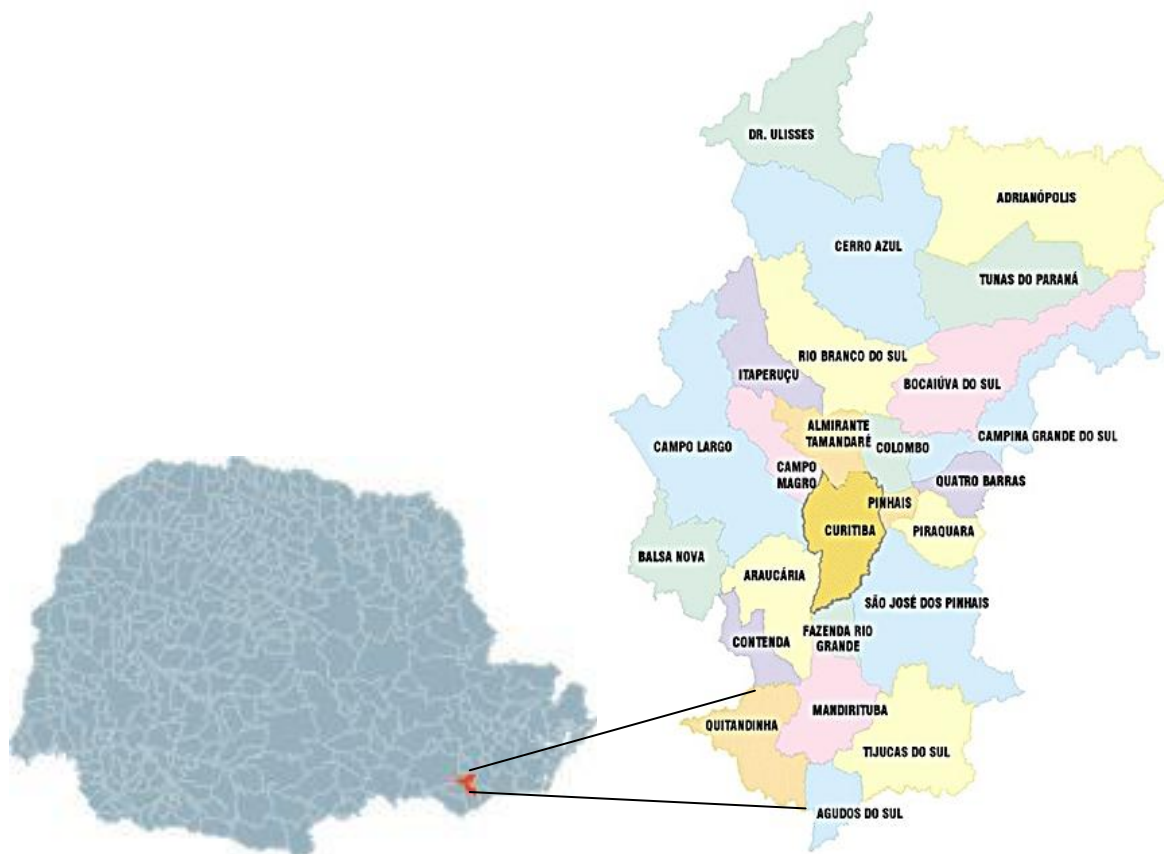 DR. ULISSES
ADRIANÓPOLIS
CERRO AZUL
TUNAS DO PARANÁ
RIO BRANCO DO SUL
ITAPERUÇU
BOCAIÚVA DO SUL
ALMIRANTE
TAMANDARÉ
CAMPO LARGO
COLOMBO
CAMPINA GRANDE DO SUL
CAMPO
MAGRO
QUATRO BARRAS
PINHAIS
CURITIBA
PIRAQUARA
BALSA NOVA
ARAUCÁRIA
SÃO JOSÉ DOS PINHAIS
CONTENDA
FAZENDA RIO
GRANDE
MANDIRITUBA
QUITANDINHA
TIJUCAS DO SUL
AGUDOS DO SUL